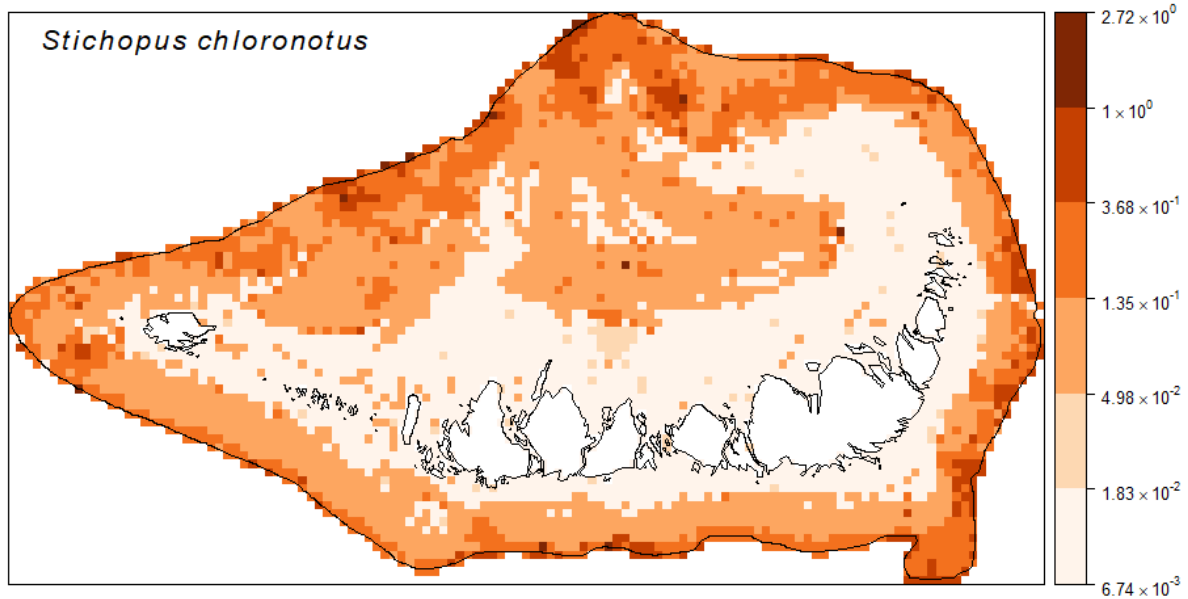 Stichopus chloronotus
2.72 × 10⁰
1 × 10⁰
3.68 × 10⁻¹
1.35 × 10⁻¹
4.98 × 10⁻²
1.83 × 10⁻²
6.74 × 10⁻³